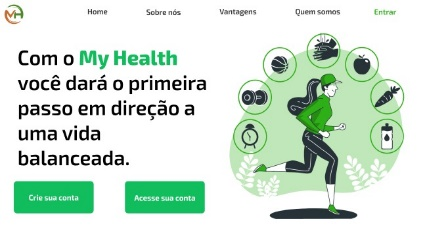 MH
Home
Sobre nós
Vantagens
Quem somos
Entrar
Com o My Health
você dará o primeira
passo em direção a
uma vida
balanceada.
Crie sua conta
Acesse sua conta